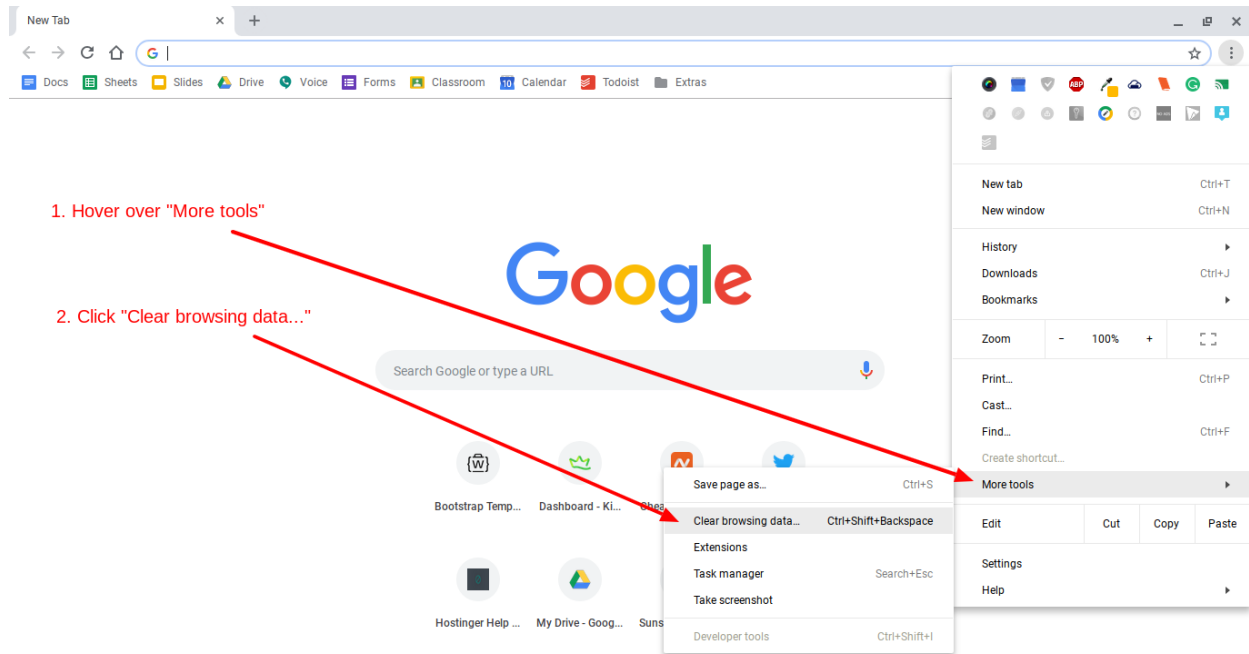 New Tab
Docs Sheets Slides Drive Voice Forms Classroom 10 Calendar Todoist Extras
ABP
New tab Ctrl+T
New window Ctrl+N
1. Hover over "More tools"
History
Downloads Ctrl+J
Bookmarks
Google
2. Click "Clear browsing data..."
Zoom - 100% +
Search Google or type a URL
Print... Ctrl+P
Cast...
Find... Ctrl+F
Create shortcut...
More tools
{W}
Save page as... Ctrl+S
Bootstrap Temp... Dashboard - Ki...
Clear browsing data... Ctrl+Shift+Backspace
Edit Cut Copy Paste
Extensions
Settings
Task manager Search+Esc
Help
Take screenshot
Hostinger Help ... My Drive - Goog... Suns
Developer tools Ctrl+Shift+I